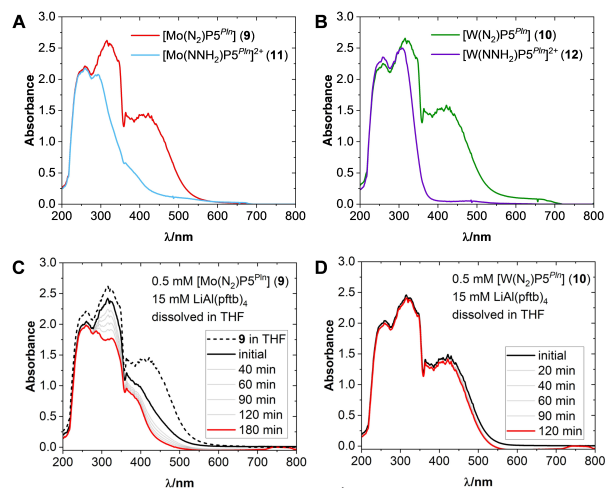 A
[Mo(N₂)P5ᴾˡⁿ] (9)
[Mo(NNH₂)P5ᴾˡⁿ]²⁺ (11)
Absorbance
3.0
2.5
2.0
1.5
1.0
0.5
0.0
200 300 400 500 600 700 800
λ/nm
B
[W(N₂)P5ᴾˡⁿ] (10)
[W(NNH₂)P5ᴾˡⁿ]²⁺ (12)
Absorbance
3.0
2.5
2.0
1.5
1.0
0.5
0.0
200 300 400 500 600 700 800
λ/nm
C
0.5 mM [Mo(N₂)P5ᴾˡⁿ] (9)
15 mM LiAl(pftb)₄
dissolved in THF
9 in THF
initial
40 min
60 min
90 min
120 min
180 min
Absorbance
3.0
2.5
2.0
1.5
1.0
0.5
0.0
200 300 400 500 600 700 800
λ/nm
D
0.5 mM [W(N₂)P5ᴾˡⁿ] (10)
15 mM LiAl(pftb)₄
dissolved in THF
initial
20 min
40 min
60 min
90 min
120 min
Absorbance
3.0
2.5
2.0
1.5
1.0
0.5
0.0
200 300 400 500 600 700 800
λ/nm